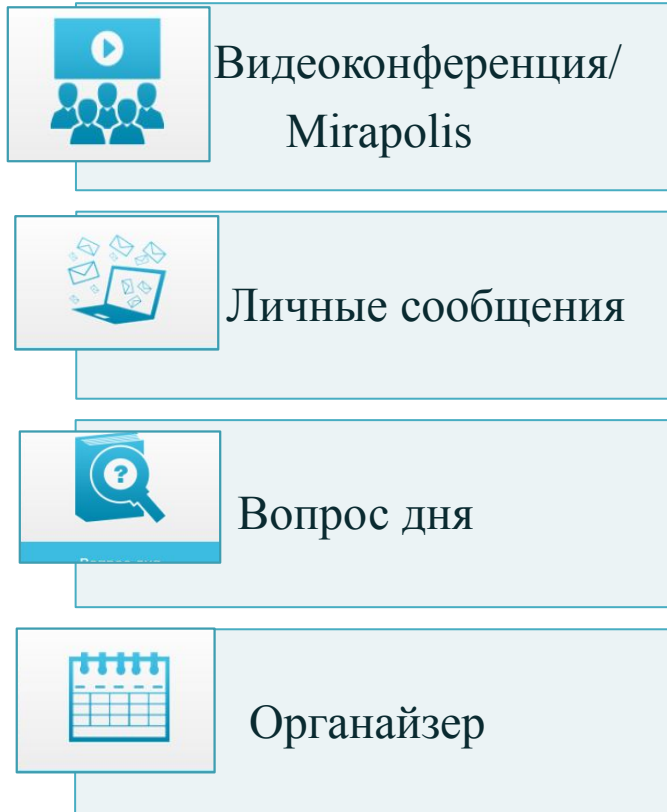 Видеоконференция/
Mirapolis
Личные сообщения
?
Вопрос дня
Органайзер